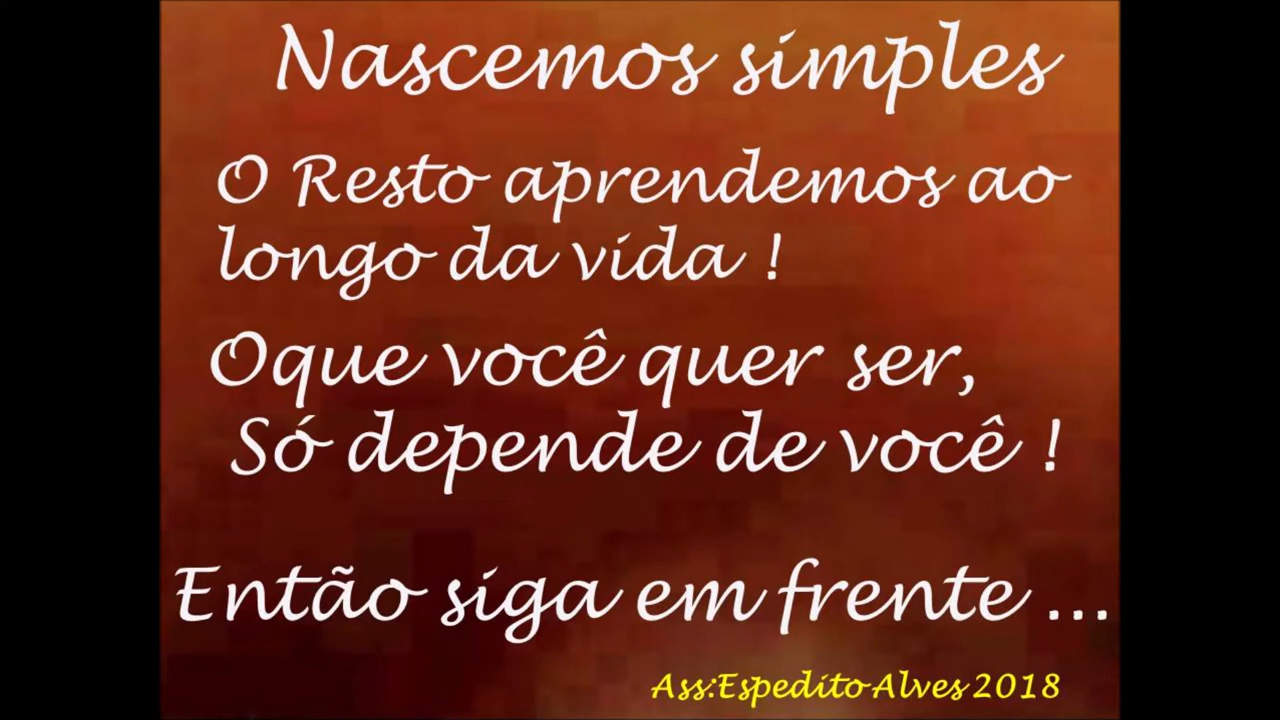 Nascemos simples
O Resto aprendemos ao
longo da vida !
Oque você quer ser,
Só depende de você !
Então siga em frente ...
Ass:Espedito Alves 2018